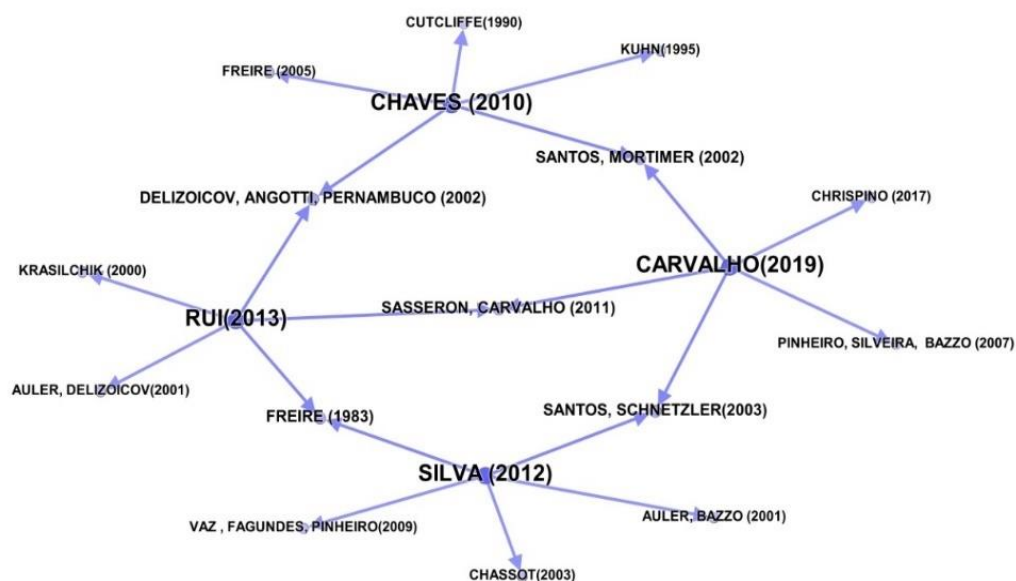 CUTCLIFFE(1990)
KUHN(1995)
FREIRE (2005)
CHAVES (2010)
SANTOS, MORTIMER (2002)
DELIZOICOV, ANGOTTI, PERNAMBUCO (2002)
CHRISPINO (2017)
KRASILCHIK (2000)
CARVALHO(2019)
SASSERON, CARVALHO (2011)
RUI(2013)
PINHEIRO, SILVEIRA, BAZZO (2007)
AULER, DELIZOICOV(2001)
FREIRE (1983)
SANTOS, SCHNETZLER(2003)
SILVA (2012)
AULER, BAZZO (2001)
VAZ , FAGUNDES, PINHEIRO(2009)
CHASSOT(2003)